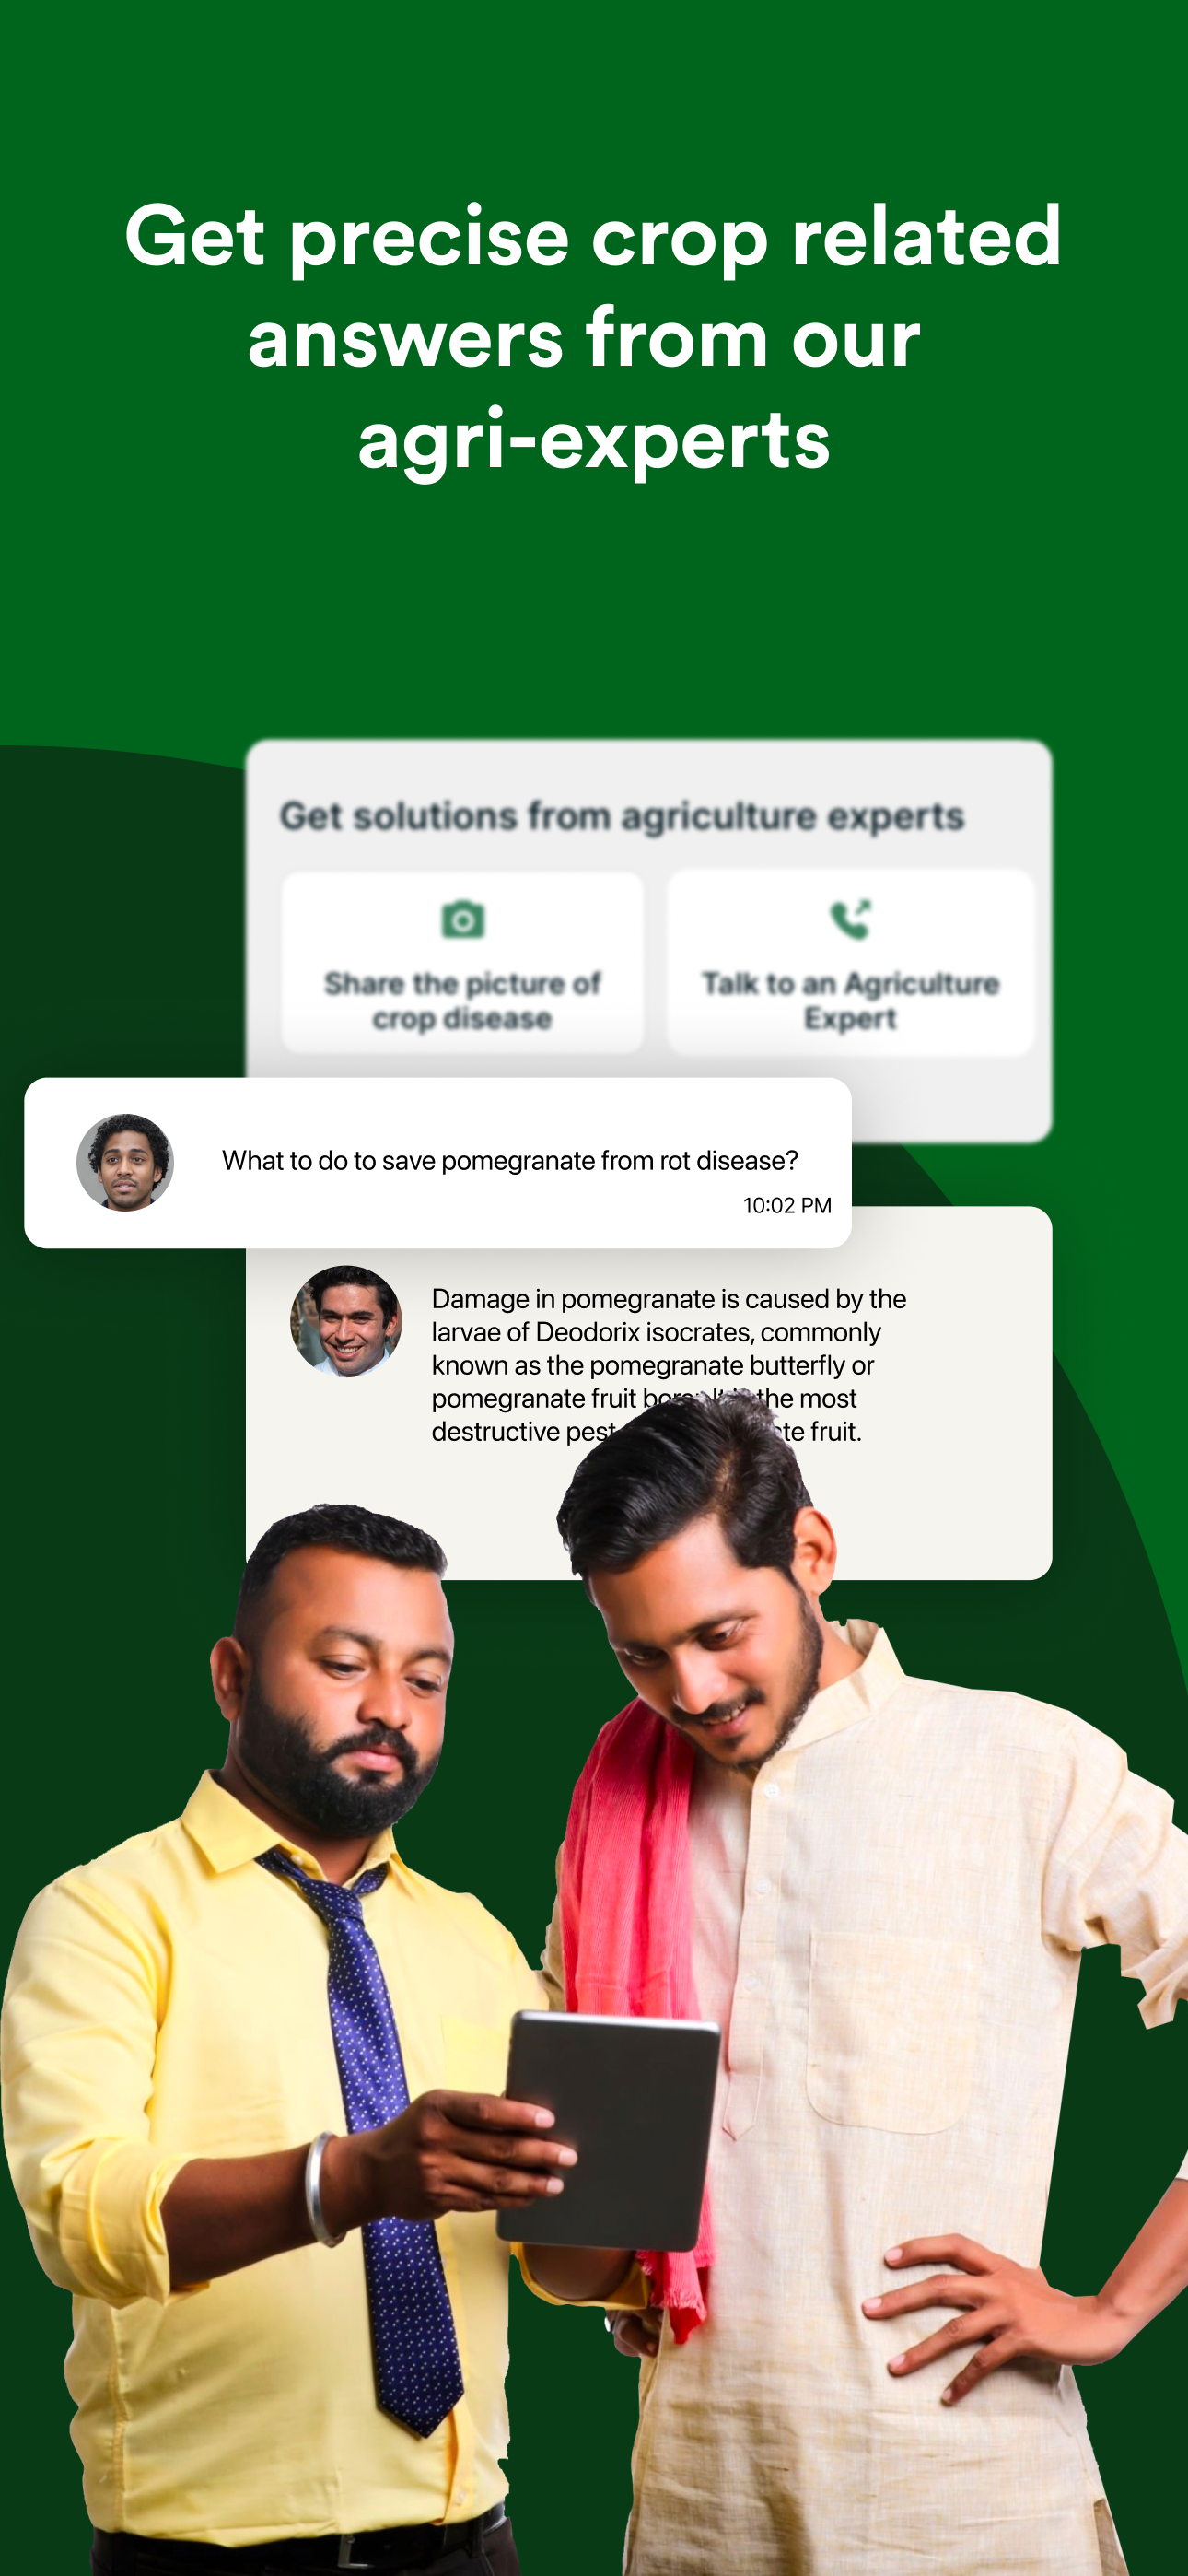 Get precise crop related
answers from our
agri-experts
Get solutions from agriculture experts
Share the picture of
crop disease
Talk to an Agriculture
Expert
What to do to save pomegranate from rot disease?
10:02 PM
Damage in pomegranate is caused by the
larvae of Deodorix isocrates, commonly
known as the pomegranate butterfly or
pomegranate fruit the most
destructive pest fruit.